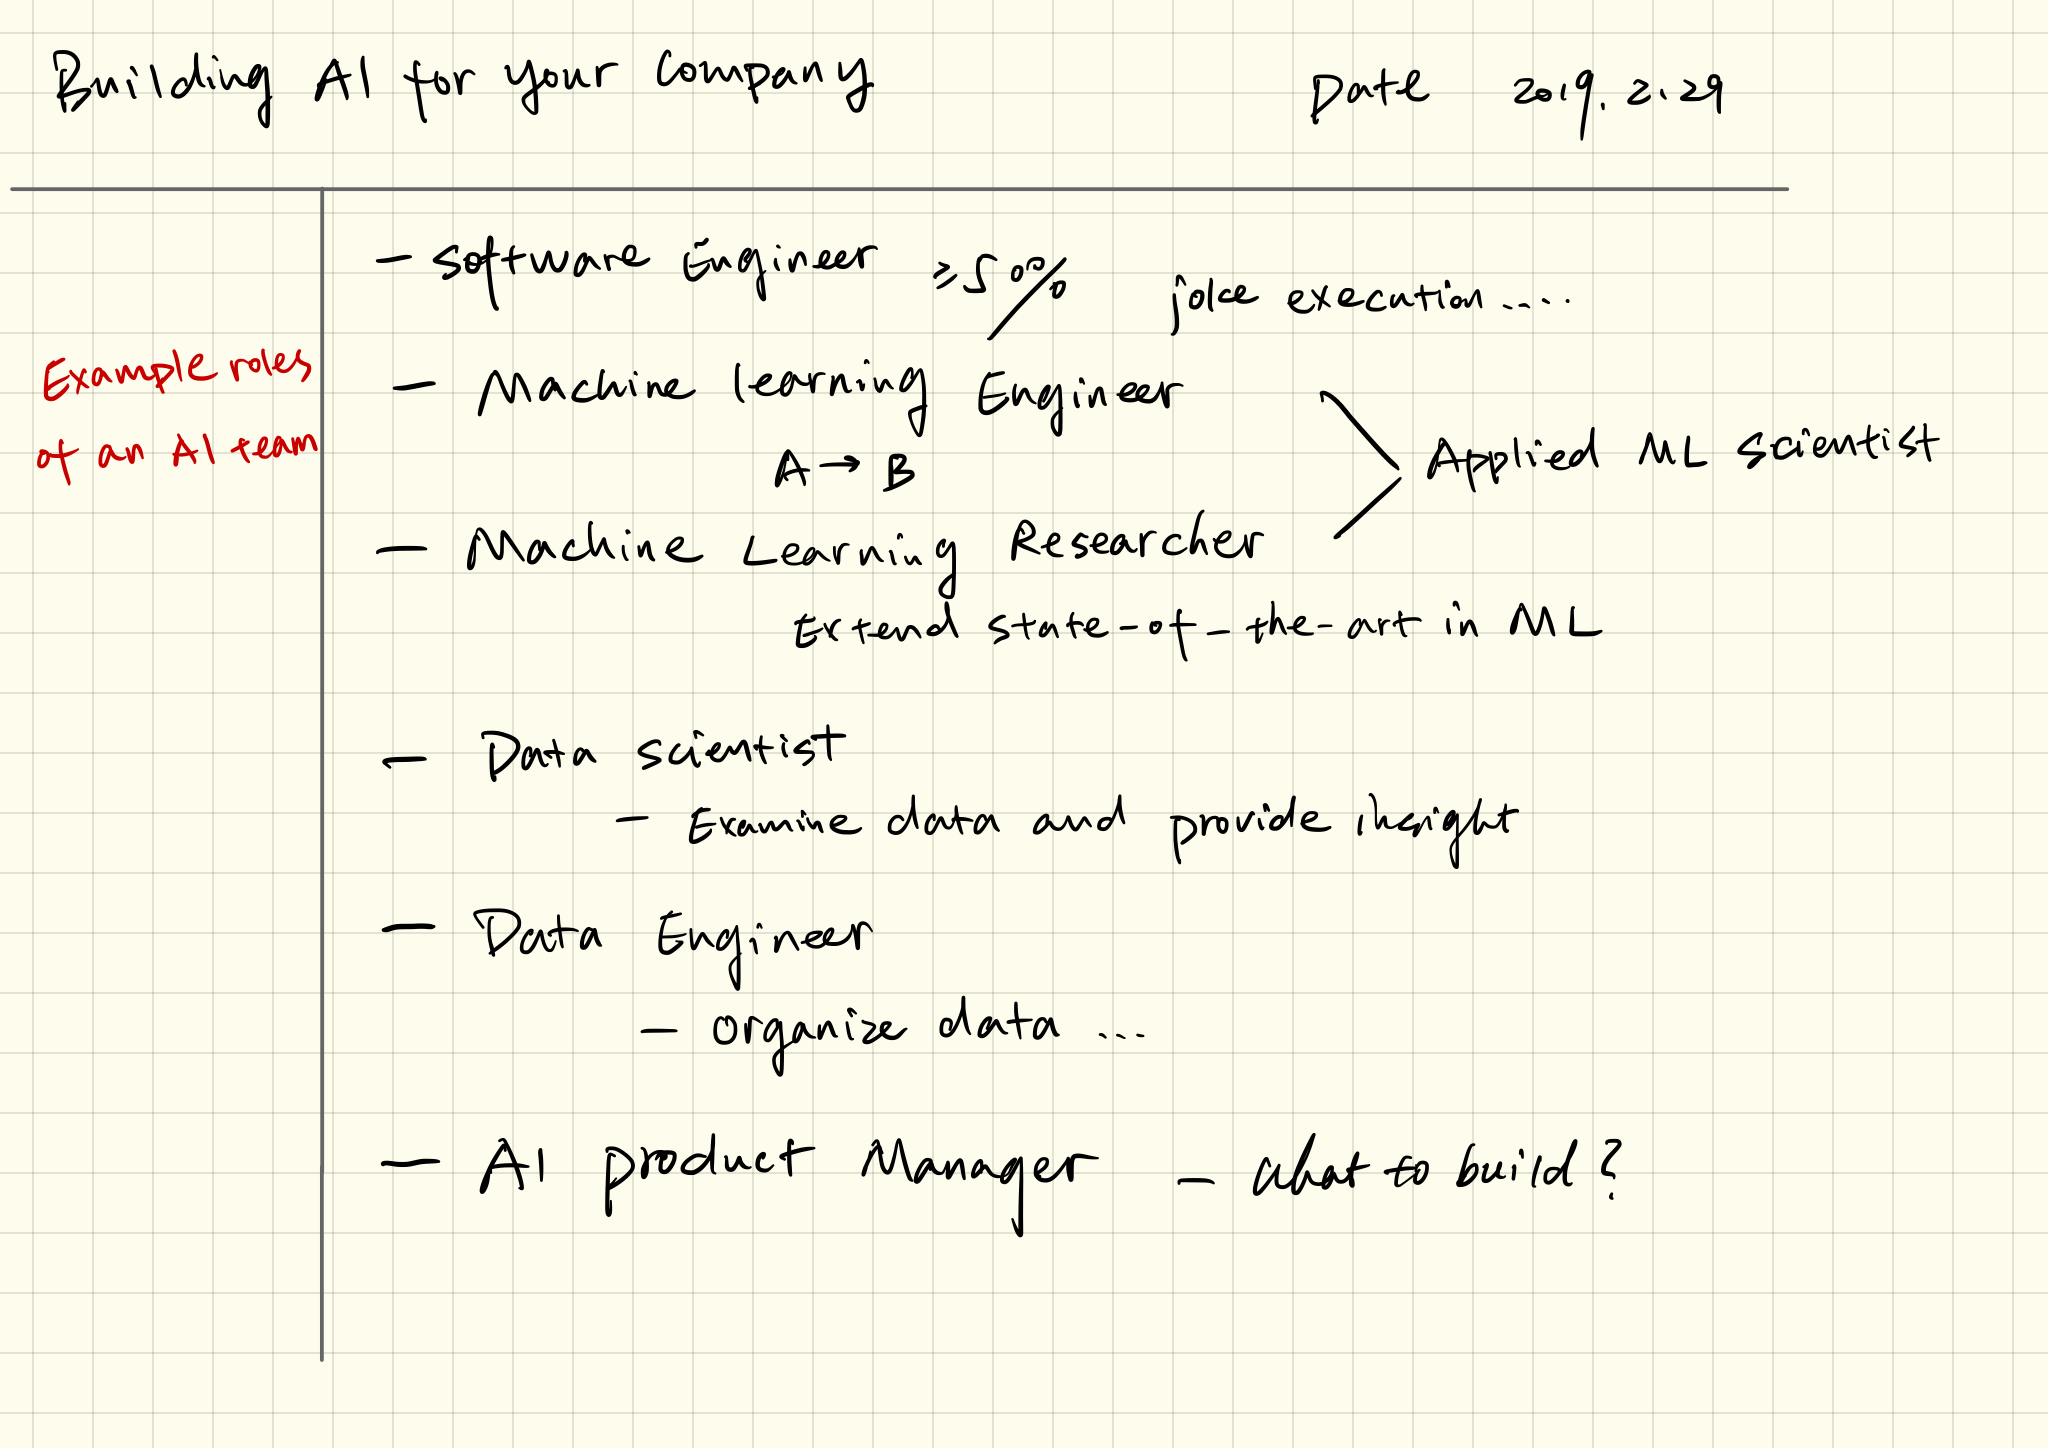 Building AI for your company
Date 2019.2.29
Example roles
of an AI team
- software Engineer ≥50% joke execution.....
- Machine learning Engineer
A → B
Applied ML scientist
- Machine Learning Researcher
Extend state-of-the-art in ML
- Data scientist
- Examine data and provide insight
- Data Engineer
- organize data ...
- AI product Manager - what to build?